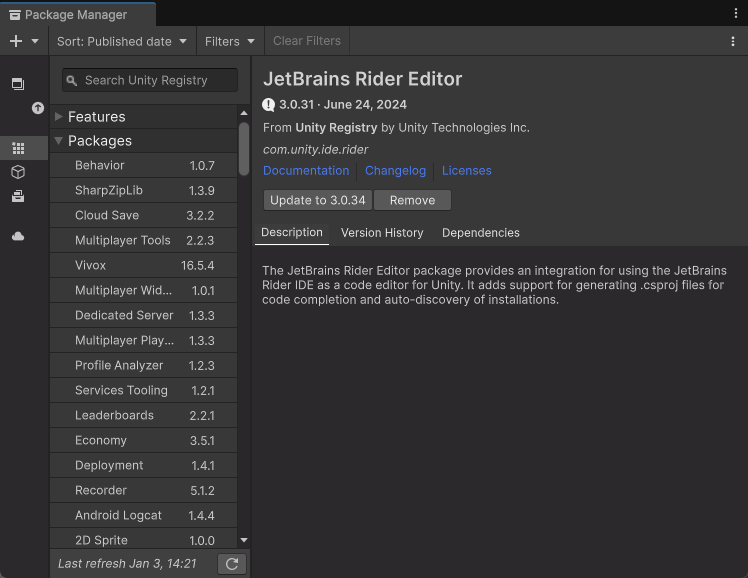 Package Manager
Sort: Published date
Filters
Clear Filters
Search Unity Registry
Features
Packages
Behavior 1.0.7
SharpZipLib 1.3.9
Cloud Save 3.2.2
Multiplayer Tools 2.2.3
Vivox 16.5.4
Multiplayer Wid... 1.0.1
Dedicated Server 1.3.3
Multiplayer Play... 1.3.3
Profile Analyzer 1.2.3
Services Tooling 1.2.1
Leaderboards 2.2.1
Economy 3.5.1
Deployment 1.4.1
Recorder 5.1.2
Android Logcat 1.4.4
2D Sprite 1.0.0
Last refresh Jan 3, 14:21
JetBrains Rider Editor
3.0.31 · June 24, 2024
From Unity Registry by Unity Technologies Inc.
com.unity.ide.rider
Documentation Changelog Licenses
Update to 3.0.34 Remove
Description Version History Dependencies
The JetBrains Rider Editor package provides an integration for using the JetBrains
Rider IDE as a code editor for Unity. It adds support for generating .csproj files for
code completion and auto-discovery of installations.